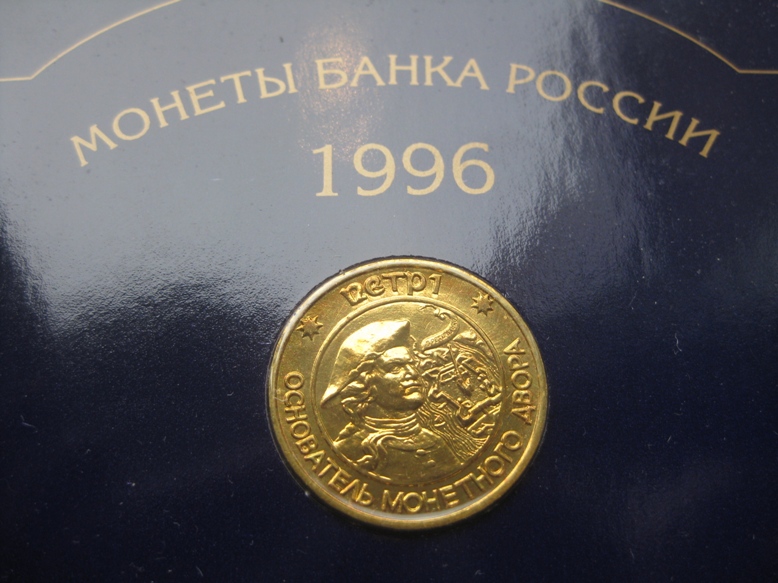 МОНЕТЫ БАНКА РОССИИ
1996
ПЕТР I
ОСНОВАТЕЛЬ МОНЕТНОГО ДВОРА